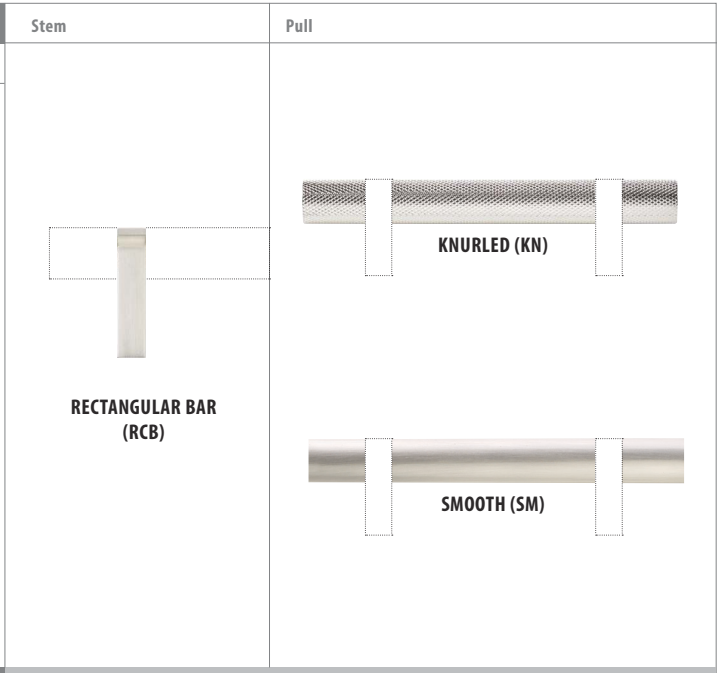 Stem
Pull
KNURLED (KN)
RECTANGULAR BAR
(RCB)
SMOOTH (SM)